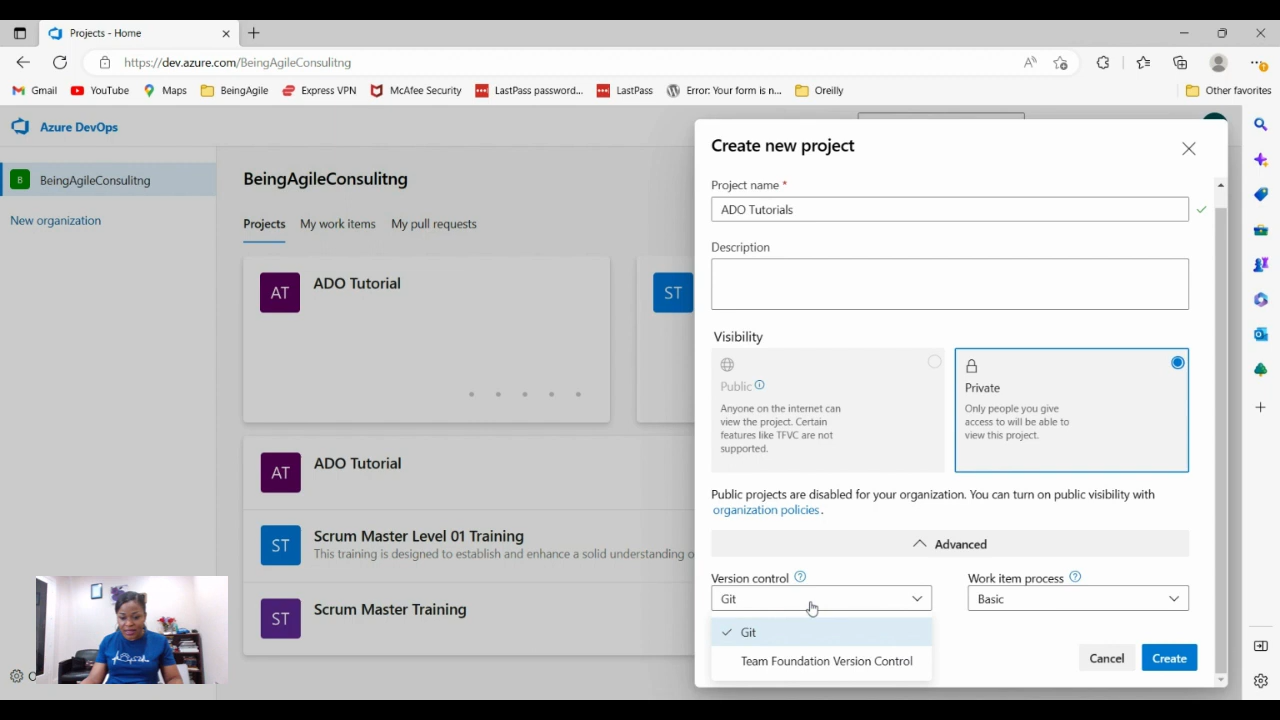 Projects - Home
https://dev.azure.com/BeingAgileConsulitng
Gmail
YouTube
Maps
BeingAgile
Express VPN
McAfee Security
LastPass password...
LastPass
Error: Your form is n...
Oreilly
Other favorites
Azure DevOps
B
BeingAgileConsulitng
New organization
BeingAgileConsulitng
Projects
My work items
My pull requests
AT
ADO Tutorial
ST
AT
ADO Tutorial
ST
Scrum Master Level 01 Training
This training is designed to establish and enhance a solid understanding o
ST
Scrum Master Training
Create new project
Project name *
ADO Tutorials
Description
Visibility
Public
Anyone on the internet can
view the project. Certain
features like TFVC are not
supported.
Private
Only people you give
access to will be able to
view this project.
Public projects are disabled for your organization. You can turn on public visibility with
organization policies.
Advanced
Version control
Git
Git
Team Foundation Version Control
Work item process
Basic
Cancel
Create